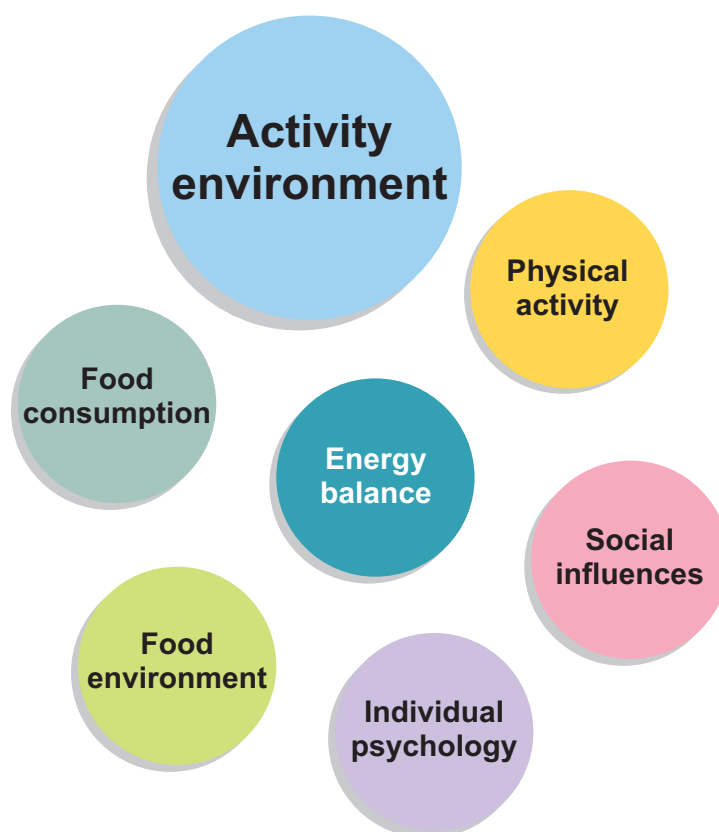 Activity
environment
Physical
activity
Food
consumption
Energy
balance
Social
influences
Food
environment
Individual
psychology